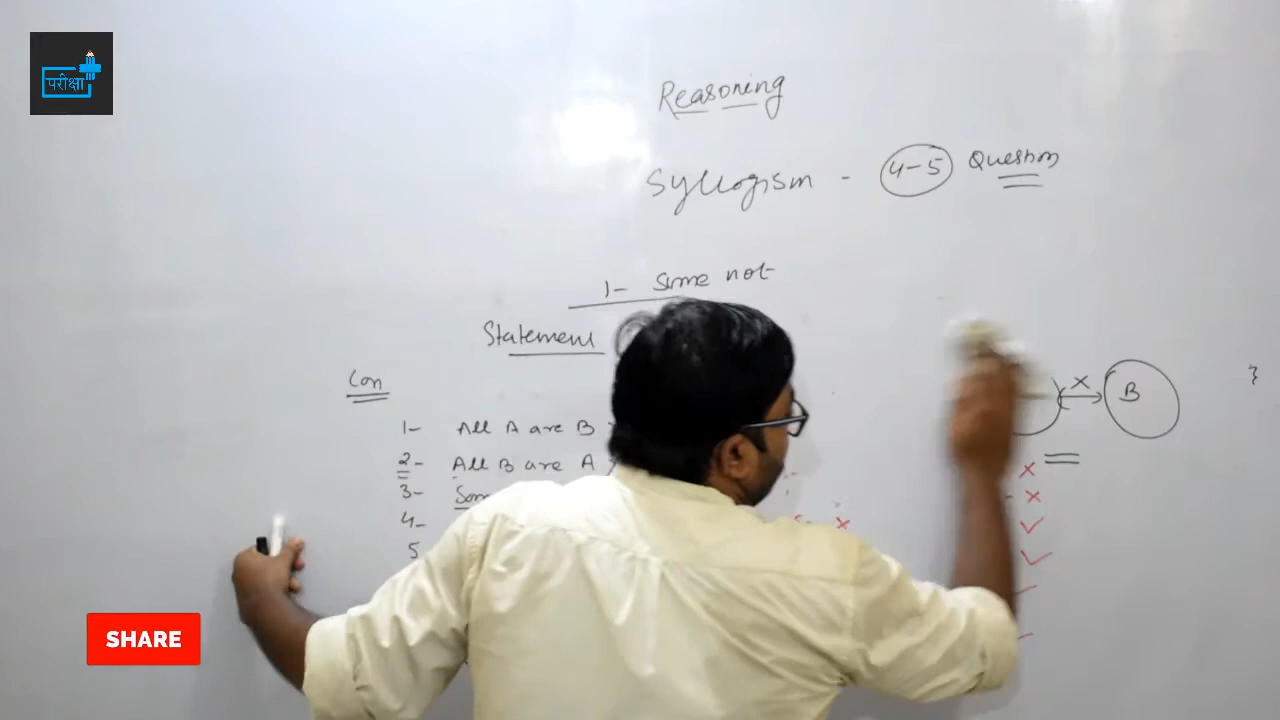 परीक्षा
Reasoning
Syllogism - 4-5 Question
1- Some not
Statement
Con
B
1- All A are B
2- All B are A
3- Som
4-
5
SHARE